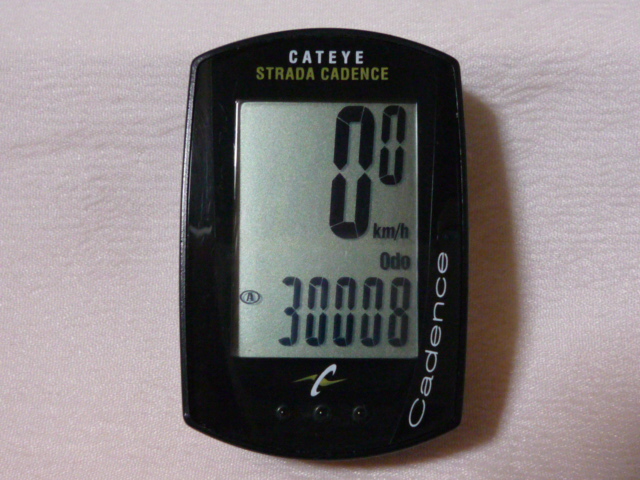 CATEYE
STRADA CADENCE
0.0
km/h
Odo
30008
Cadence